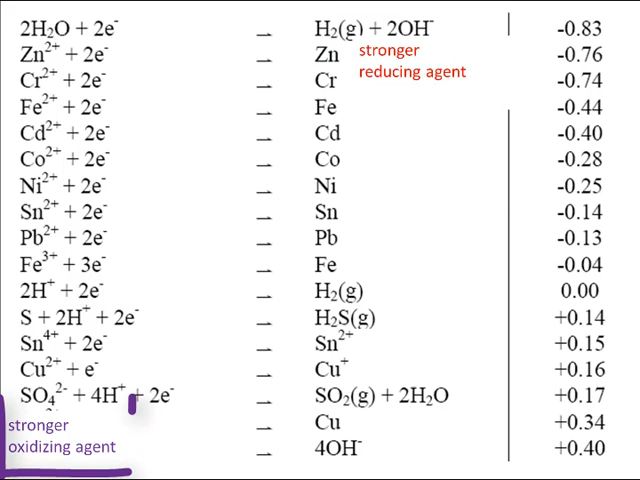 2H₂O + 2e⁻ ⇀ H₂(g) + 2OH⁻ -0.83
Zn²⁺ + 2e⁻ ⇀ Zn -0.76
stronger
reducing agent
Cr²⁺ + 2e⁻ ⇀ Cr -0.74
Fe²⁺ + 2e⁻ ⇀ Fe -0.44
Cd²⁺ + 2e⁻ ⇀ Cd -0.40
Co²⁺ + 2e⁻ ⇀ Co -0.28
Ni²⁺ + 2e⁻ ⇀ Ni -0.25
Sn²⁺ + 2e⁻ ⇀ Sn -0.14
Pb²⁺ + 2e⁻ ⇀ Pb -0.13
Fe³⁺ + 3e⁻ ⇀ Fe -0.04
2H⁺ + 2e⁻ ⇀ H₂(g) 0.00
S + 2H⁺ + 2e⁻ ⇀ H₂S(g) +0.14
Sn⁴⁺ + 2e⁻ ⇀ Sn²⁺ +0.15
Cu²⁺ + e⁻ ⇀ Cu⁺ +0.16
SO₄²⁻ + 4H⁺ + 2e⁻ ⇀ SO₂(g) + 2H₂O +0.17
⇀ Cu +0.34
⇀ 4OH⁻ +0.40
stronger
oxidizing agent